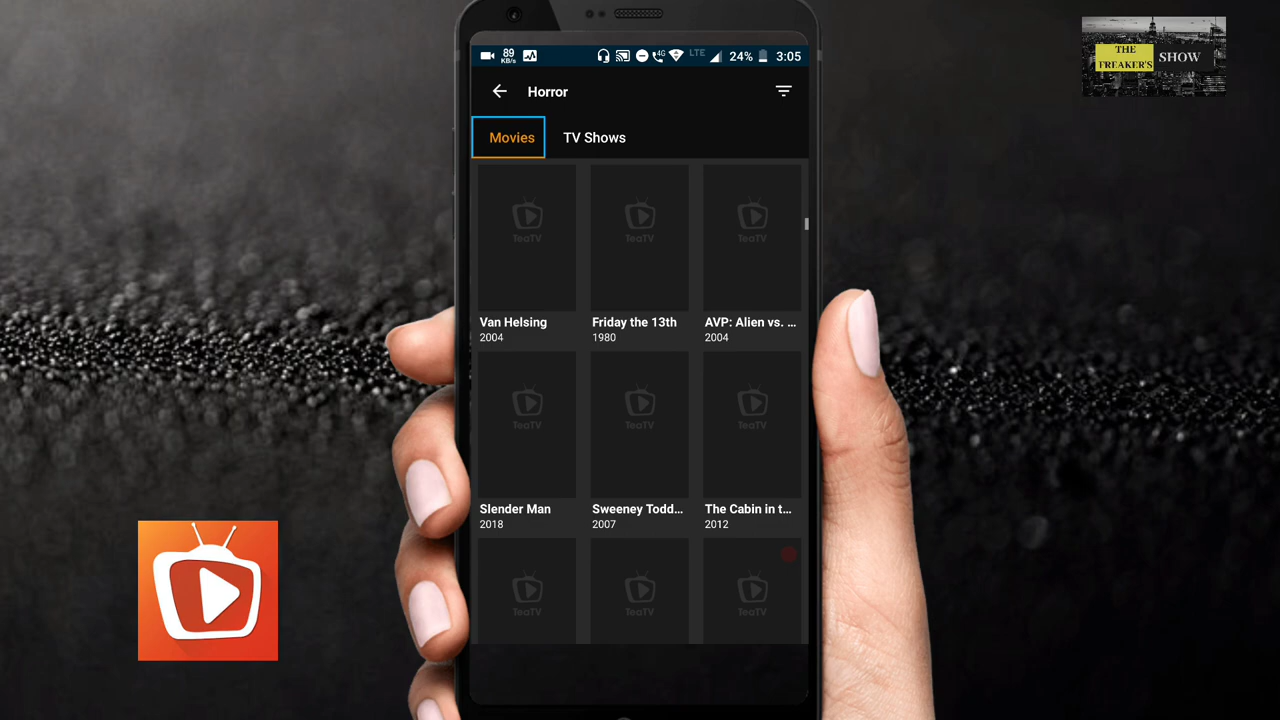 THE
FREAKER'S
SHOW
89
KB/s
4G
LTE
24%
3:05
Horror
Movies
TV Shows
TeaTV
TeaTV
TeaTV
Van Helsing
Friday the 13th
AVP: Alien vs. ...
2004
1980
2004
TeaTV
TeaTV
TeaTV
Slender Man
Sweeney Todd...
The Cabin in t...
2018
2007
2012
TeaTV
TeaTV
TeaTV